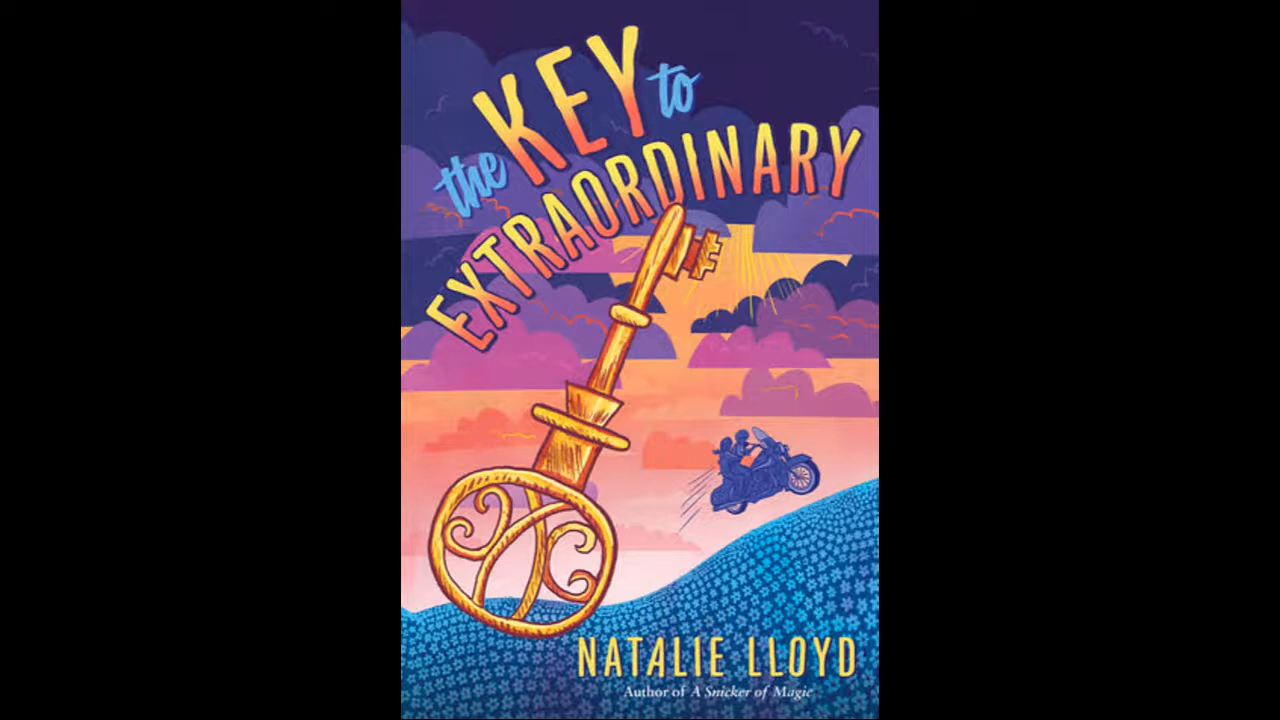 the KEY to
EXTRAORDINARY
NATALIE LLOYD
Author of A Snicker of Magic